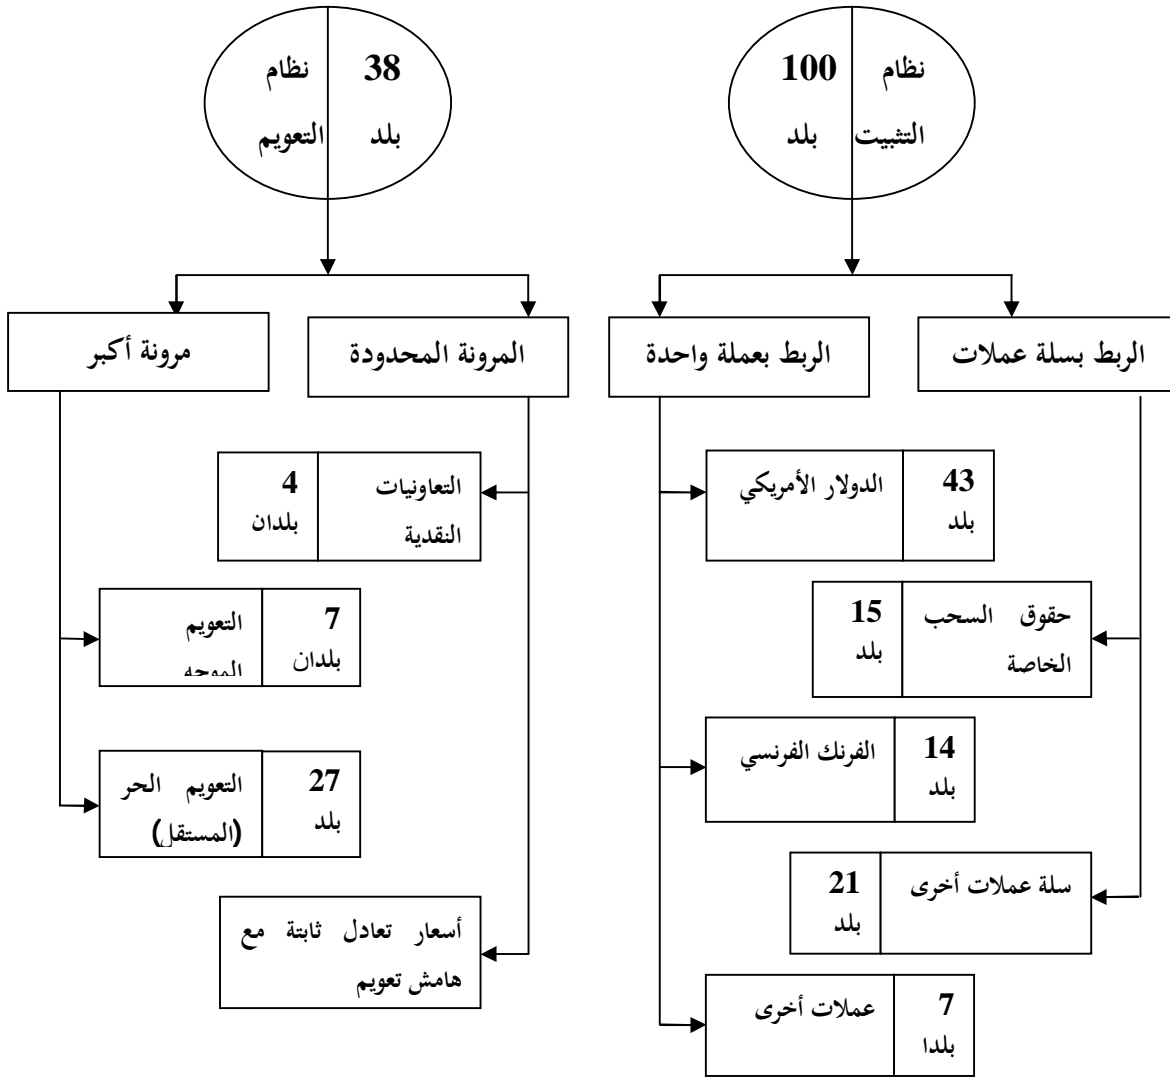 نظام
التثبيت
100
بلد
نظام
التعويم
38
بلد
الربط بسلة عملات
الربط بعملة واحدة
المرونة المحدودة
مرونة أكبر
43
بلد
الدولار الأمريكي
حقوق السحب
الخاصة
15
بلد
14
بلد
الفرنك الفرنسي
سلة عملات أخرى
21
بلد
7
بلدا
عملات أخرى
التعاونيات
النقدية
4
بلدان
أسعار تعادل ثابتة مع
هامش تعويم
7
بلدان
التعويم
الموجه
27
بلد
التعويم الحر
(المستقل)